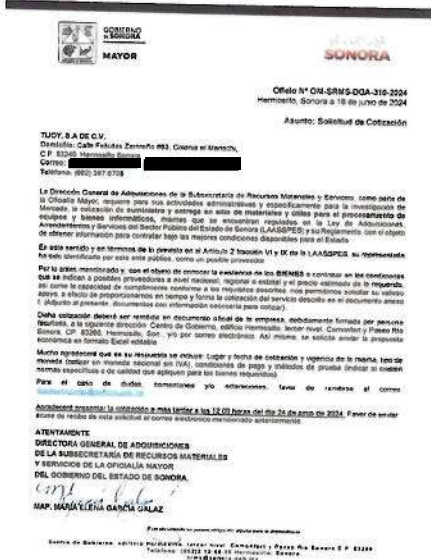 GOBIERNO
DE SONORA
MAYOR
SONORA
Oficio N° OM-SRMS-DGA-310-2024
Hermosillo, Sonora a 18 de junio de 2024
Asunto: Solicitud de Cotización
TIJOY, S.A DE C.V.
Domicilio: Calle Felicitas Zermeño #63, Colonia el Mariachi,
C.P. 83240, Hermosillo Sonora
Correo:
Teléfono: (662)
La Dirección General de Adquisiciones de la Subsecretaría de Recursos Materiales y Servicios, como parte de
la Oficialía Mayor, requiere para sus actividades administrativas y específicamente para la Investigación de
Mercado, la cotización de suministro y entrega en sitio de materiales y útiles para el procesamiento de
equipos y bienes informáticos, mismas que se encuentran regulados en la Ley de Adquisiciones,
Arrendamientos y Servicios del Sector Público del Estado de Sonora (LAASSPES) y su Reglamento, con el objeto
de obtener información para contratar bajo las mejores condiciones disponibles para el Estado.
En este sentido y en términos de lo previsto en el Artículo 2 fracción VI y IX de la LAASSPES, su representada
ha sido identificada por este ente público, como un posible proveedor.
Por lo antes mencionado y, con el objeto de conocer la existencia de los BIENES a contratar en las condiciones
que se indican a posibles proveedores a nivel nacional, regional o estatal y el precio estimado de lo requerido,
así como la capacidad de cumplimiento conforme a los requisitos descritos, nos permitimos solicitar su valioso
apoyo, a efecto de proporcionarnos en tiempo y forma la cotización del servicio descrito en el documento anexo
I. (Adjunto al presente documentos con información necesaria para cotizar).
Dicha cotización deberá ser remitida en documento oficial de la empresa, debidamente firmada por persona
facultada, a la siguiente dirección: Centro de Gobierno, edificio Hermosillo, tercer nivel, Comonfort y Paseo Río
Sonora, CP. 83260, Hermosillo, Son., y/o por correo electrónico. Así mismo, se solicita enviar la propuesta
económica en formato Excel editable.
Mucho agradeceré que en su respuesta se incluya: Lugar y fecha de cotización y vigencia de la misma, tipo de
moneda (cotizar en moneda nacional sin IVA), condiciones de pago y métodos de prueba (indicar si existen
normas específicas o de calidad que apliquen para los bienes requeridos)
Para el caso de dudas, comentarios y/o aclaraciones, favor de remitirse al correo
Agradeceré presentar la cotización a más tardar a las 12:00 horas del día 24 de junio de 2024. Favor de enviar
acuse de recibo de esta solicitud al correo electrónico mencionado anteriormente.
ATENTAMENTE
DIRECTORA GENERAL DE ADQUISICIONES
DE LA SUBSECRETARÍA DE RECURSOS MATERIALES
Y SERVICIOS DE LA OFICIALÍA MAYOR
DEL GOBIERNO DEL ESTADO DE SONORA.
MAP. MARÍA ELENA GARCÍA GALAZ
Centro de Gobierno, edificio Hermosillo, tercer nivel, Comonfort y Paseo Río Sonora C.P. 83260
Hermosillo, Sonora